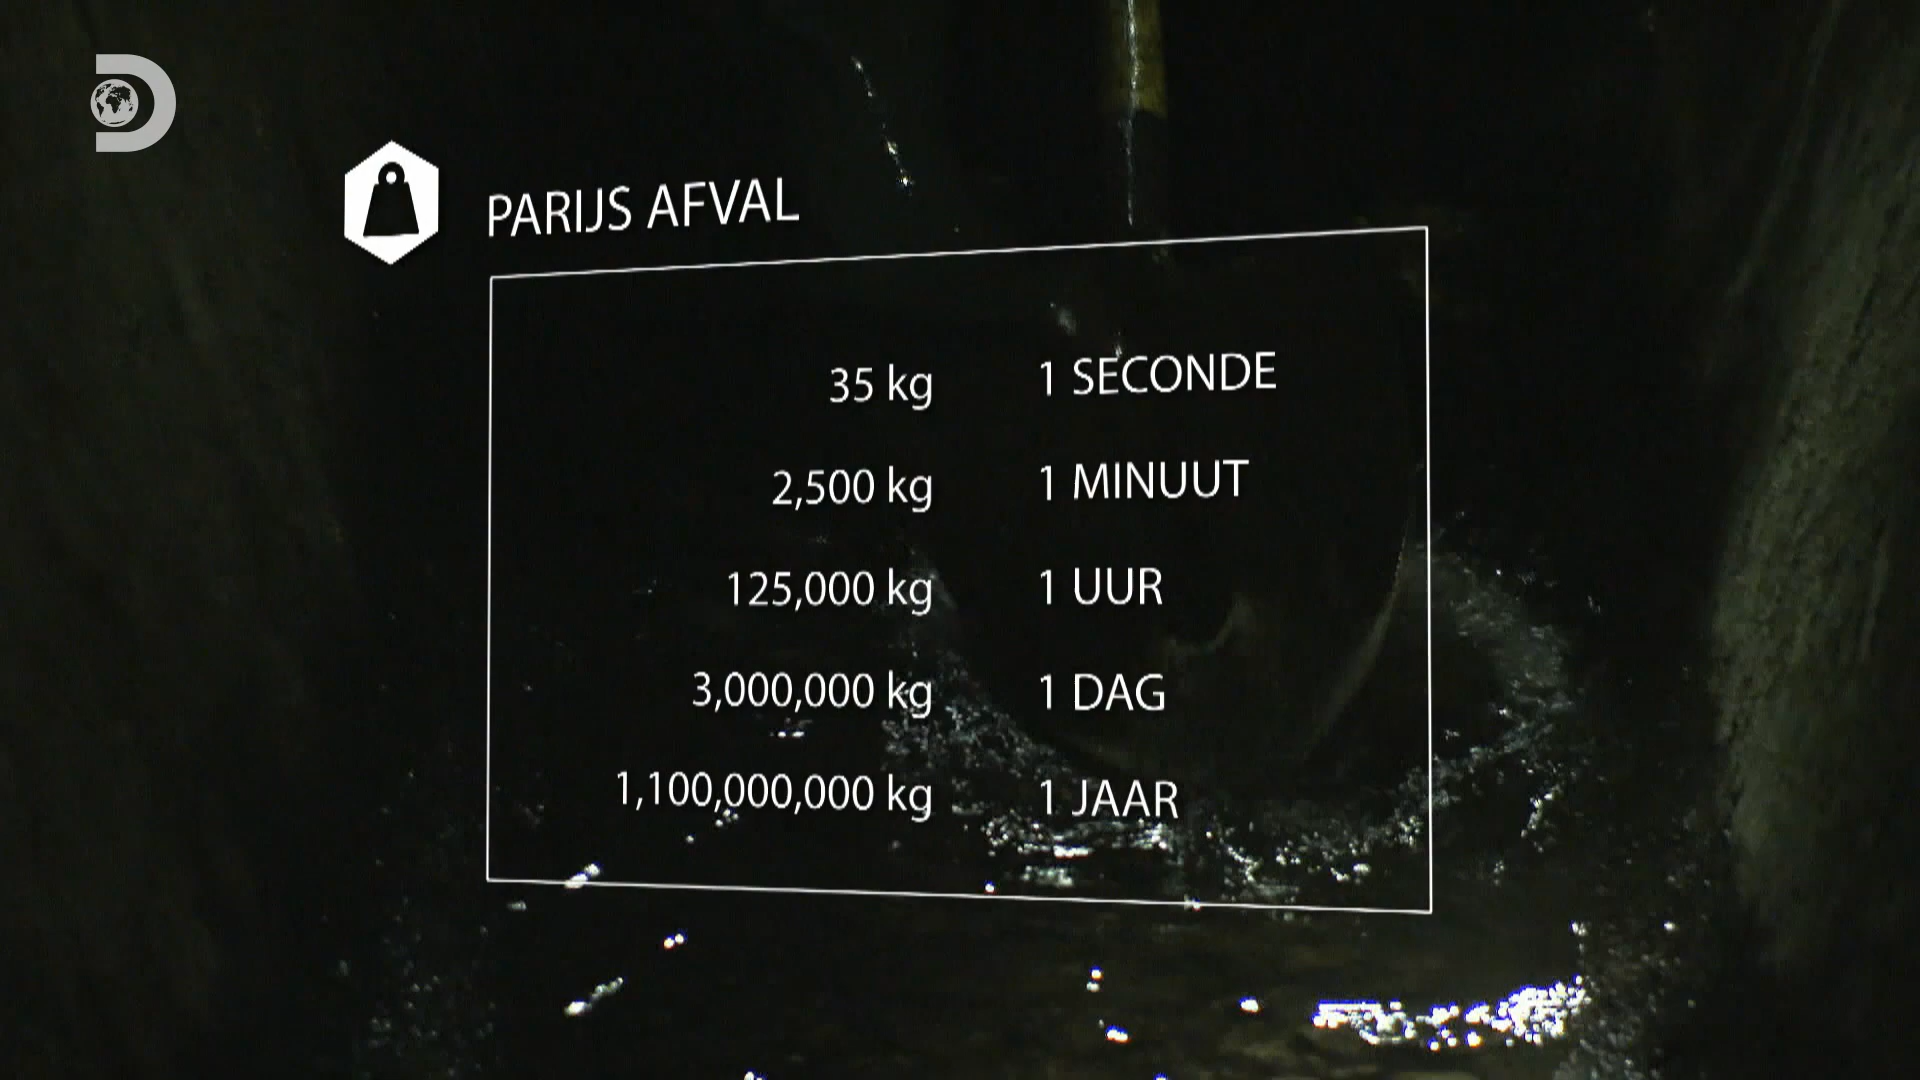 PARIJS AFVAL
35 kg 1 SECONDE
2,500 kg 1 MINUUT
125,000 kg 1 UUR
3,000,000 kg 1 DAG
1,100,000,000 kg 1 JAAR